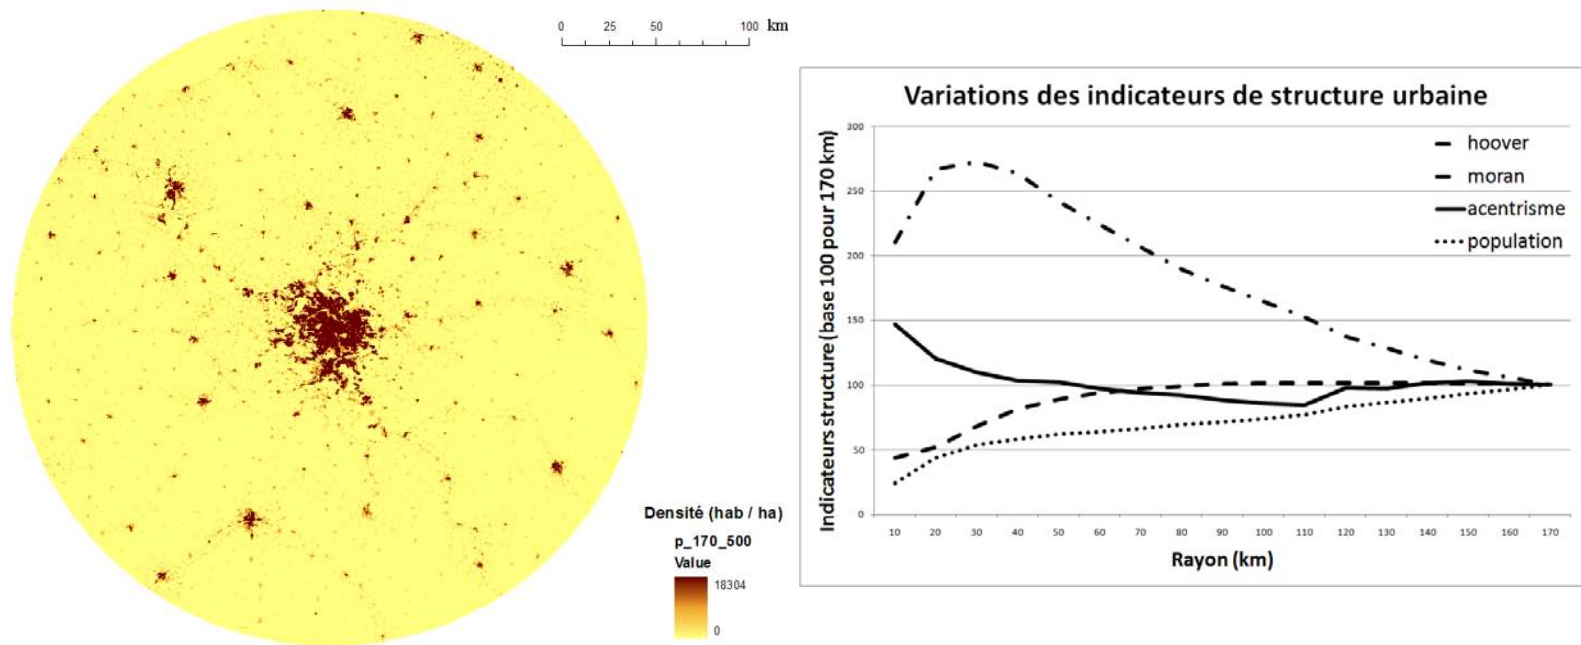 0 25 50 100 km
Densité (hab / ha)
p_170_500
Value
18304
0
Variations des indicateurs de structure urbaine
Indicateurs structure (base 100 pour 170 km)
300
250
200
150
100
50
0
hoover
moran
acentrisme
population
10 20 30 40 50 60 70 80 90 100 110 120 130 140 150 160 170
Rayon (km)